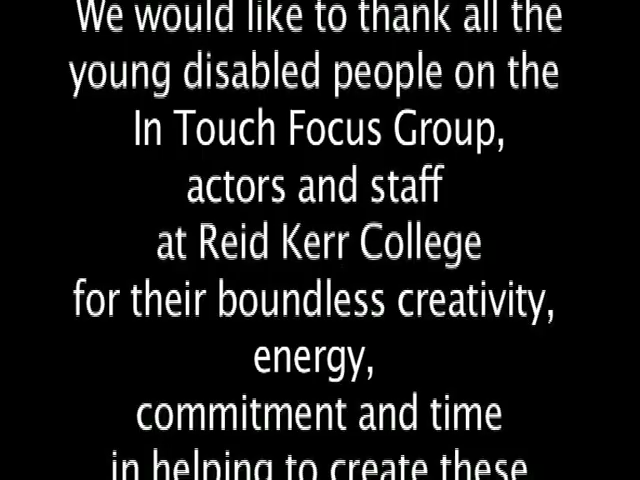 We would like to thank all the
young disabled people on the
In Touch Focus Group,
actors and staff
at Reid Kerr College
for their boundless creativity,
energy,
commitment and time
in helping to create these